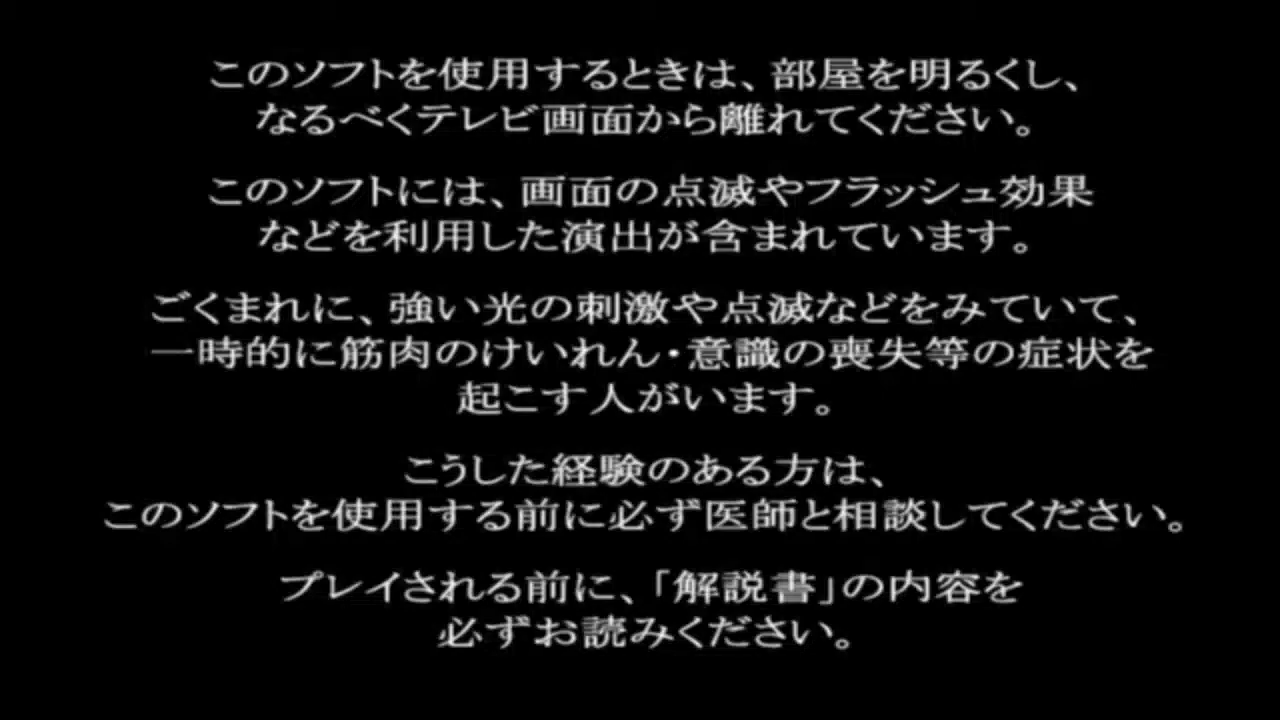 このソフトを使用するときは、部屋を明るくし、
なるべくテレビ画面から離れてください。
このソフトには、画面の点滅やフラッシュ効果
などを利用した演出が含まれています。
ごくまれに、強い光の刺激や点滅などをみていて、
一時的に筋肉のけいれん・意識の喪失等の症状を
起こす人がいます。
こうした経験のある方は、
このソフトを使用する前に必ず医師と相談してください。
プレイされる前に、「解説書」の内容を
必ずお読みください。